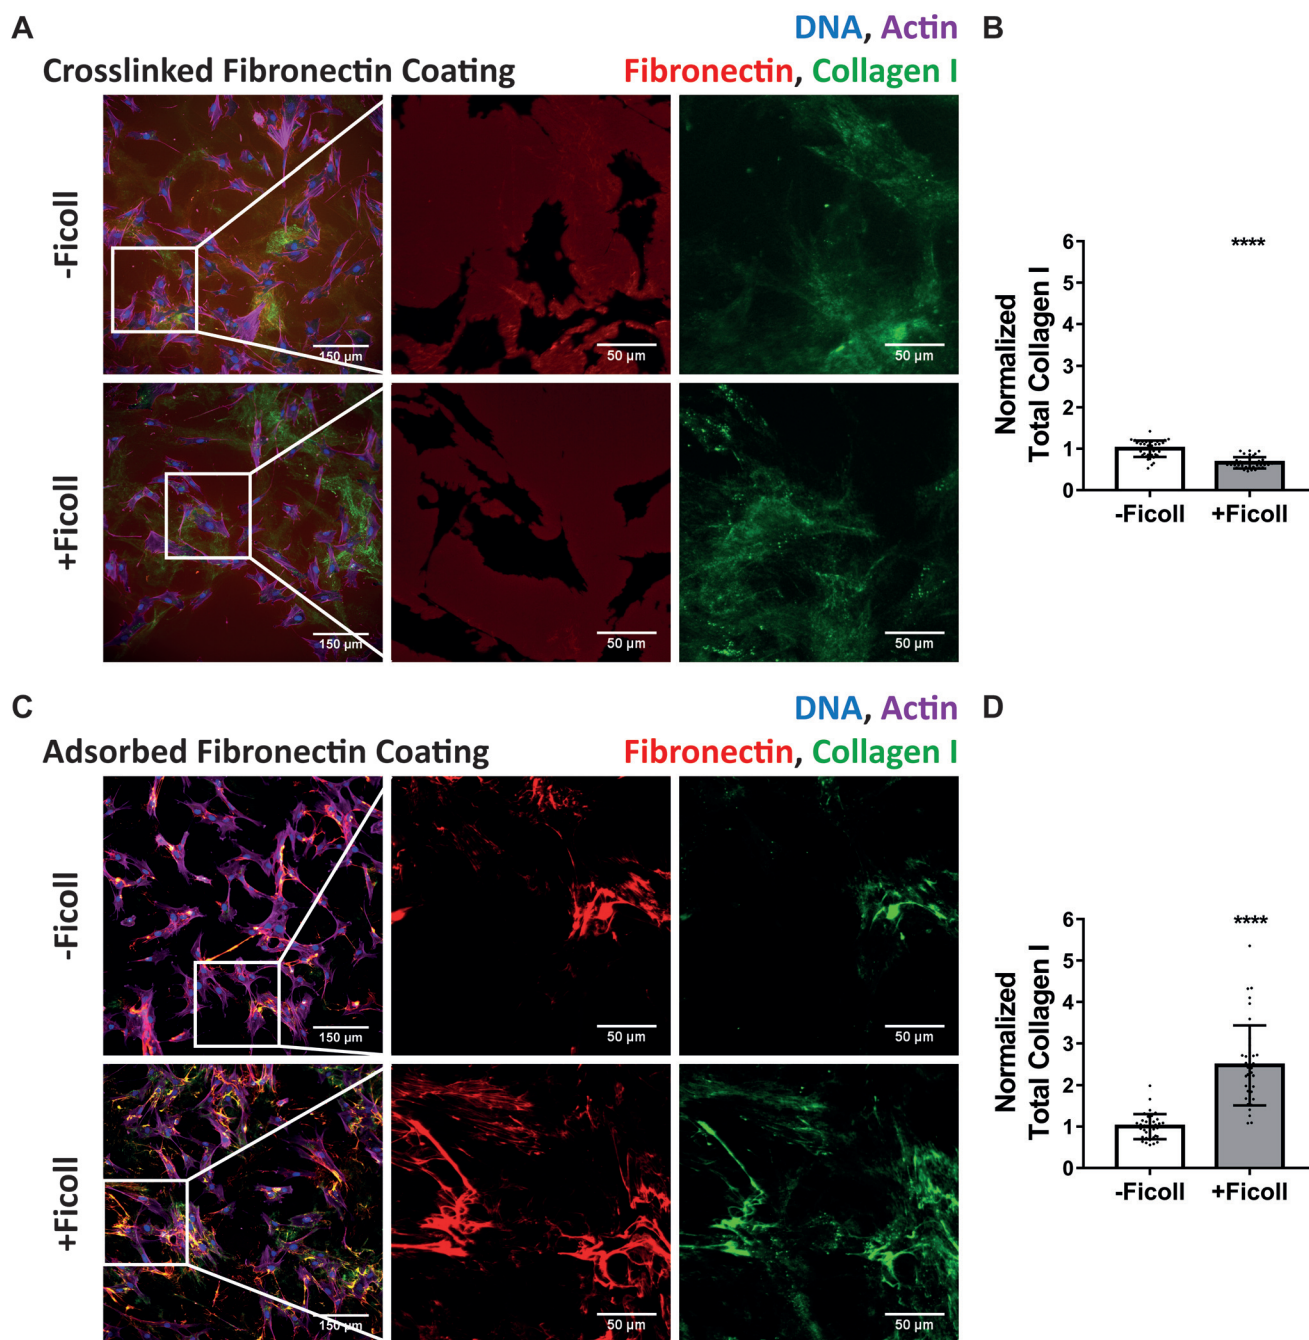 A
DNA, Actin
Crosslinked Fibronectin Coating
Fibronectin, Collagen I
-Ficoll
150 µm
50 µm
50 µm
+Ficoll
150 µm
50 µm
50 µm
B
Normalized
Total Collagen I
6
5
4
3
2
1
0
****
-Ficoll
+Ficoll
C
DNA, Actin
Adsorbed Fibronectin Coating
Fibronectin, Collagen I
-Ficoll
150 µm
50 µm
50 µm
+Ficoll
150 µm
50 µm
50 µm
D
Normalized
Total Collagen I
6
5
4
3
2
1
0
****
-Ficoll
+Ficoll